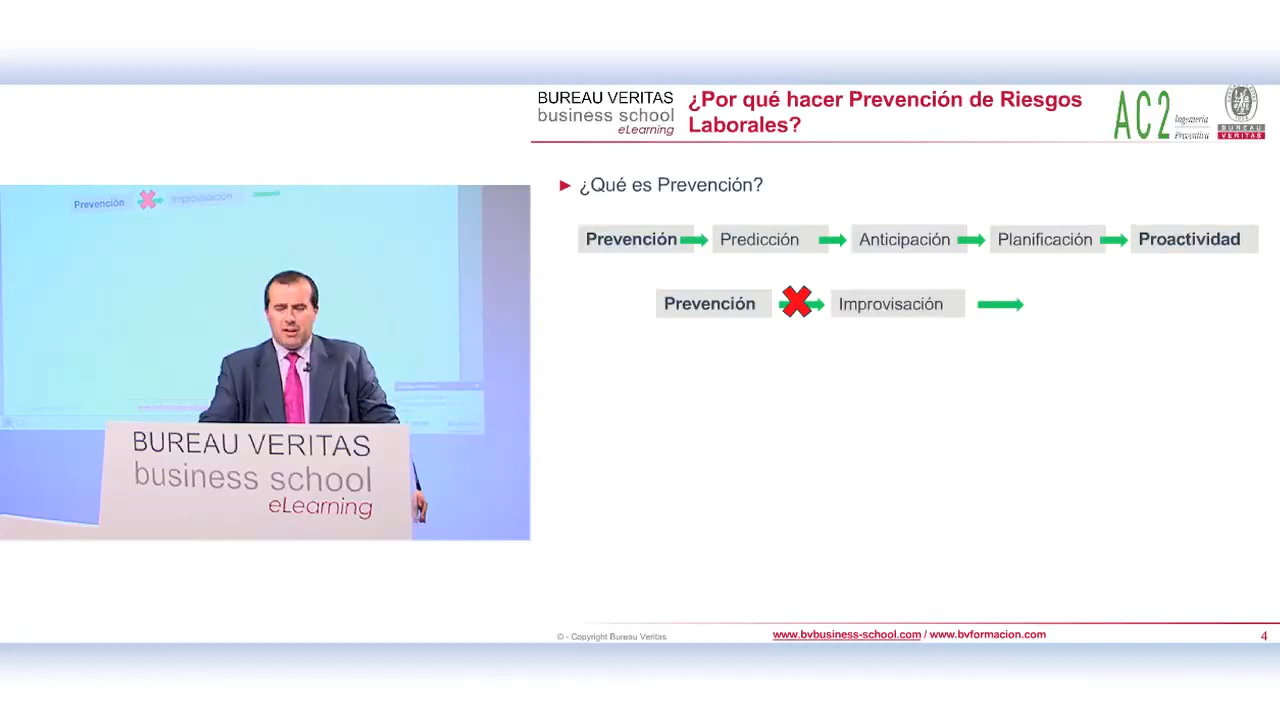 BUREAU VERITAS
business school
eLearning
¿Por qué hacer Prevención de Riesgos
Laborales?
AC2
Ingeniería
Preventiva
BUREAU
VERITAS
¿Qué es Prevención?
Prevención Predicción Anticipación Planificación Proactividad
Prevención Improvisación
Prevención Improvisación
BUREAU VERITAS
business school
eLearning
© - Copyright Bureau Veritas
www.bvbusiness-school.com / www.bvformacion.com
4